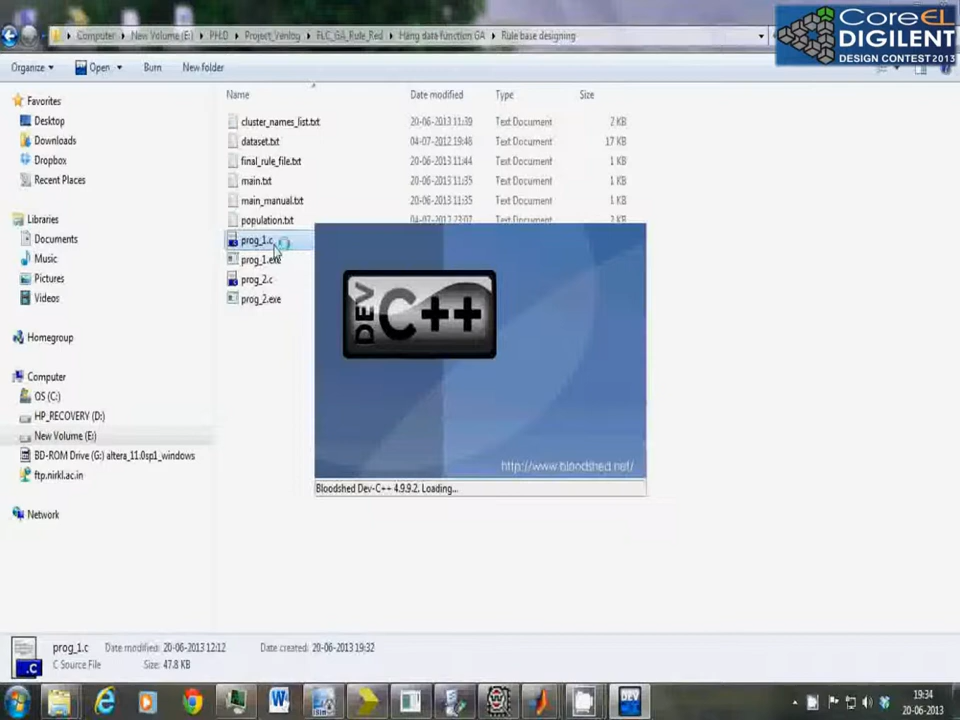 CoreEL
DIGILENT
DESIGN CONTEST 2013
Computer
New Volume (E:)
PH.D
Project_Verilog
FLC_GA_Rule_Red
Hang data function GA
Rule base designing
Organize
Open
Burn
New folder
Name
Date modified
Type
Size
Favorites
Desktop
Downloads
Dropbox
Recent Places
Libraries
Documents
Music
Pictures
Videos
Homegroup
Computer
OS (C:)
HP_RECOVERY (D:)
New Volume (E:)
BD-ROM Drive (G:) altera_11.0sp1_windows
ftp.nirkl.ac.in
Network
cluster_names_list.txt 20-06-2013 11:39 Text Document 2 KB
dataset.txt 04-07-2012 19:48 Text Document 17 KB
final_rule_file.txt 20-06-2013 11:44 Text Document 1 KB
main.txt 20-06-2013 11:35 Text Document 1 KB
main_manual.txt 20-06-2013 11:35 Text Document 1 KB
population.txt 04-07-2012 23:07 Text Document 2 KB
prog_1.c
prog_1.exe
prog_2.c
prog_2.exe
DEV C++
http://www.bloodshed.net/
Bloodshed Dev-C++ 4.9.9.2. Loading...
prog_1.c Date modified: 20-06-2013 12:12 Date created: 20-06-2013 19:32
C Source File Size: 47.8 KB
.C
W
DEV
19:34
20-06-2013